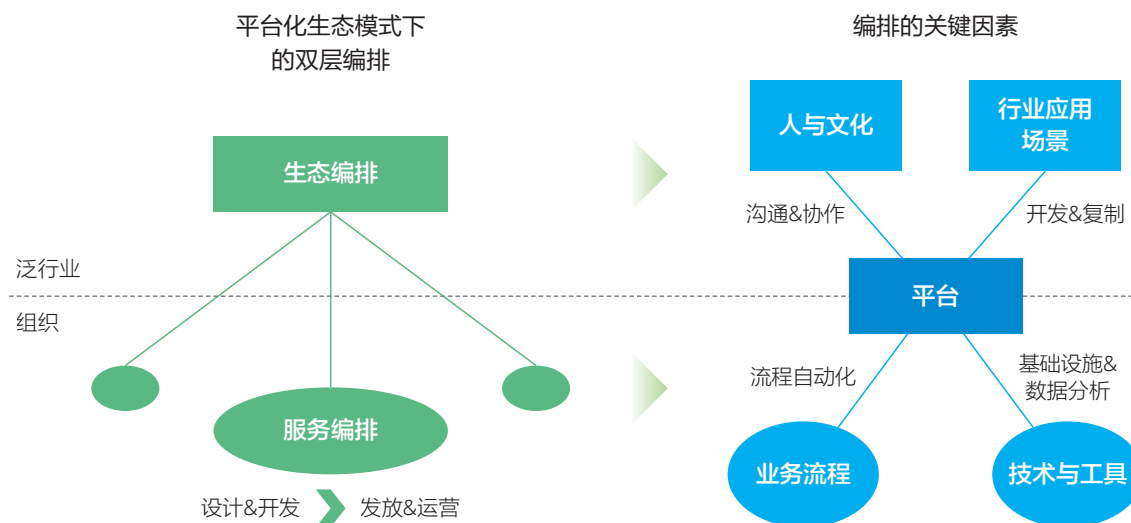 平台化生态模式下
的双层编排
生态编排
泛行业
组织
服务编排
设计&开发
发放&运营
编排的关键因素
人与文化
行业应用
场景
沟通&协作
开发&复制
平台
流程自动化
基础设施&
数据分析
业务流程
技术与工具